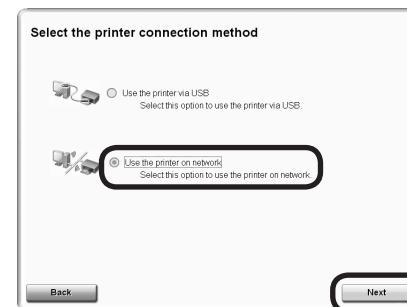 Select the printer connection method
Use the printer via USB
Select this option to use the printer via USB.
Use the printer on network
Select this option to use the printer on network.
Back
Next